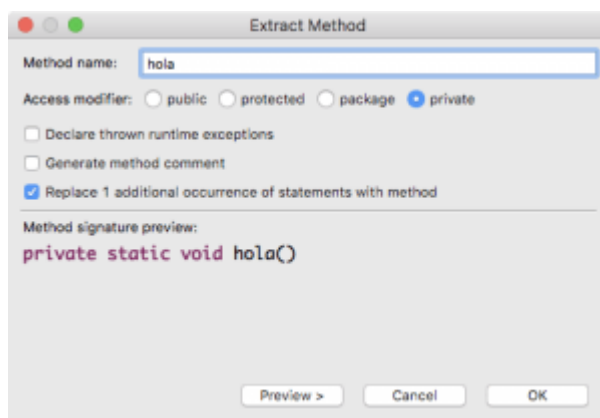 Extract Method
Method name: hola
Access modifier: public protected package private
Declare thrown runtime exceptions
Generate method comment
Replace 1 additional occurrence of statements with method
Method signature preview:
private static void hola()
Preview > Cancel OK